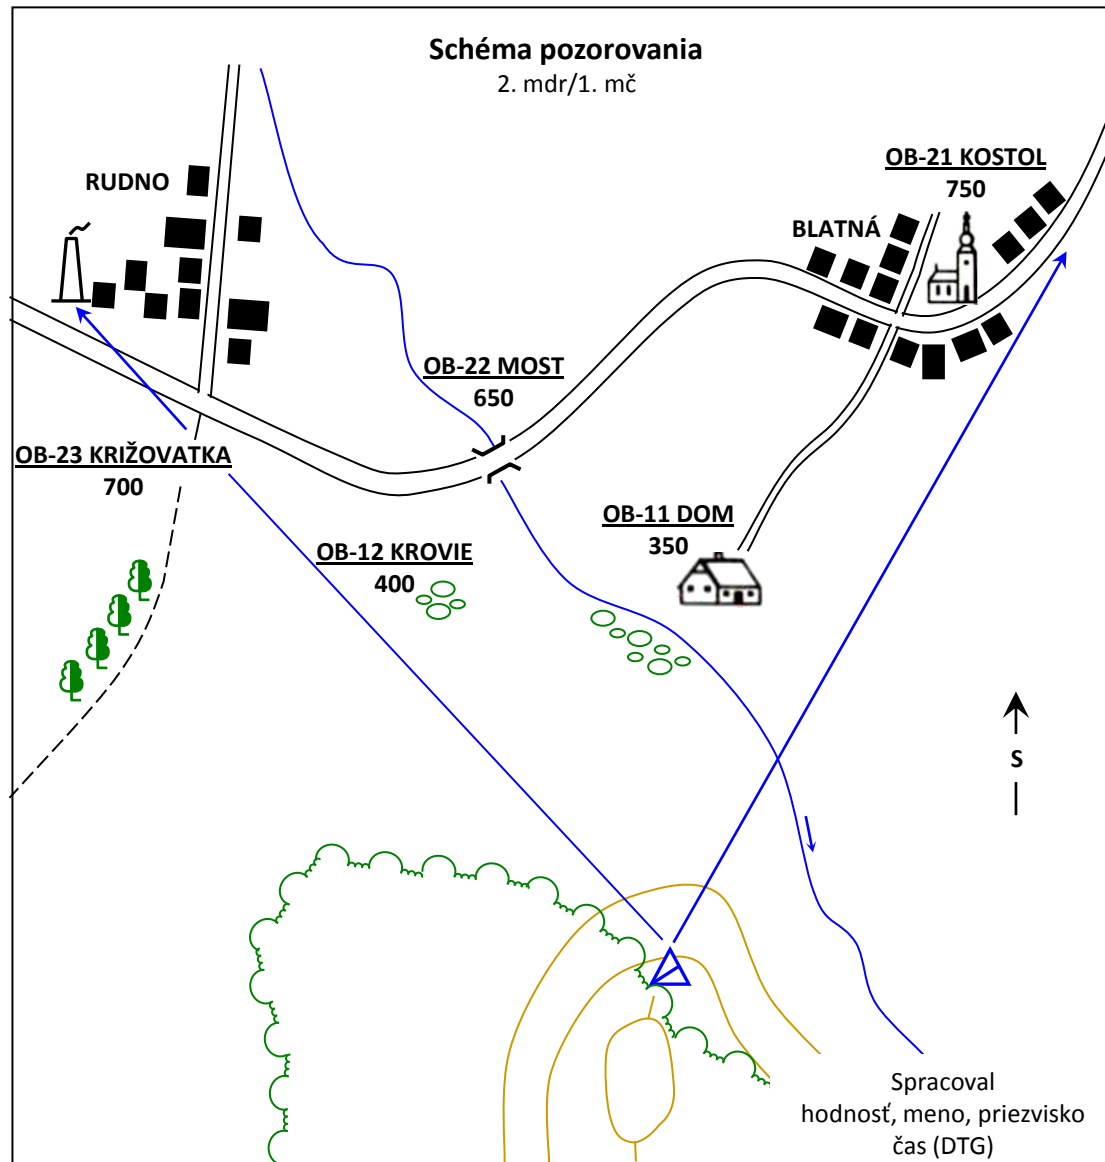 Schéma pozorovania
2. mdr/1. mč
OB-21 KOSTOL
750
RUDNO
BLATNÁ
OB-22 MOST
650
OB-23 KRIŽOVATKA
700
OB-11 DOM
350
OB-12 KROVIE
400
S
Spracoval
hodnosť, meno, priezvisko
čas (DTG)